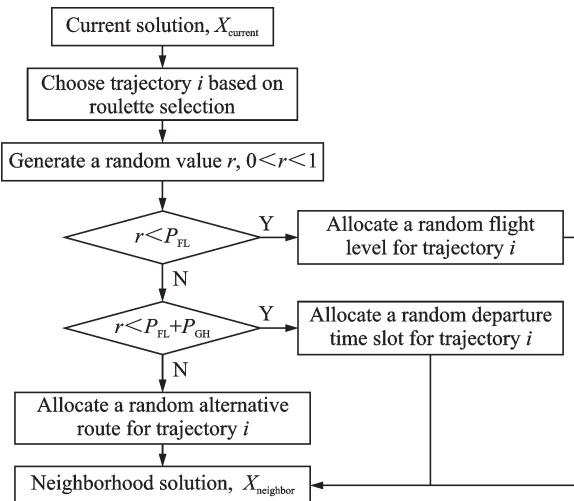 Current solution, X_current
Choose trajectory i based on
roulette selection
Generate a random value r, 0<r<1
r<P_FL
Y
Allocate a random flight
level for trajectory i
N
r<P_FL+P_GH
Y
Allocate a random departure
time slot for trajectory i
N
Allocate a random alternative
route for trajectory i
Neighborhood solution, X_neighbor